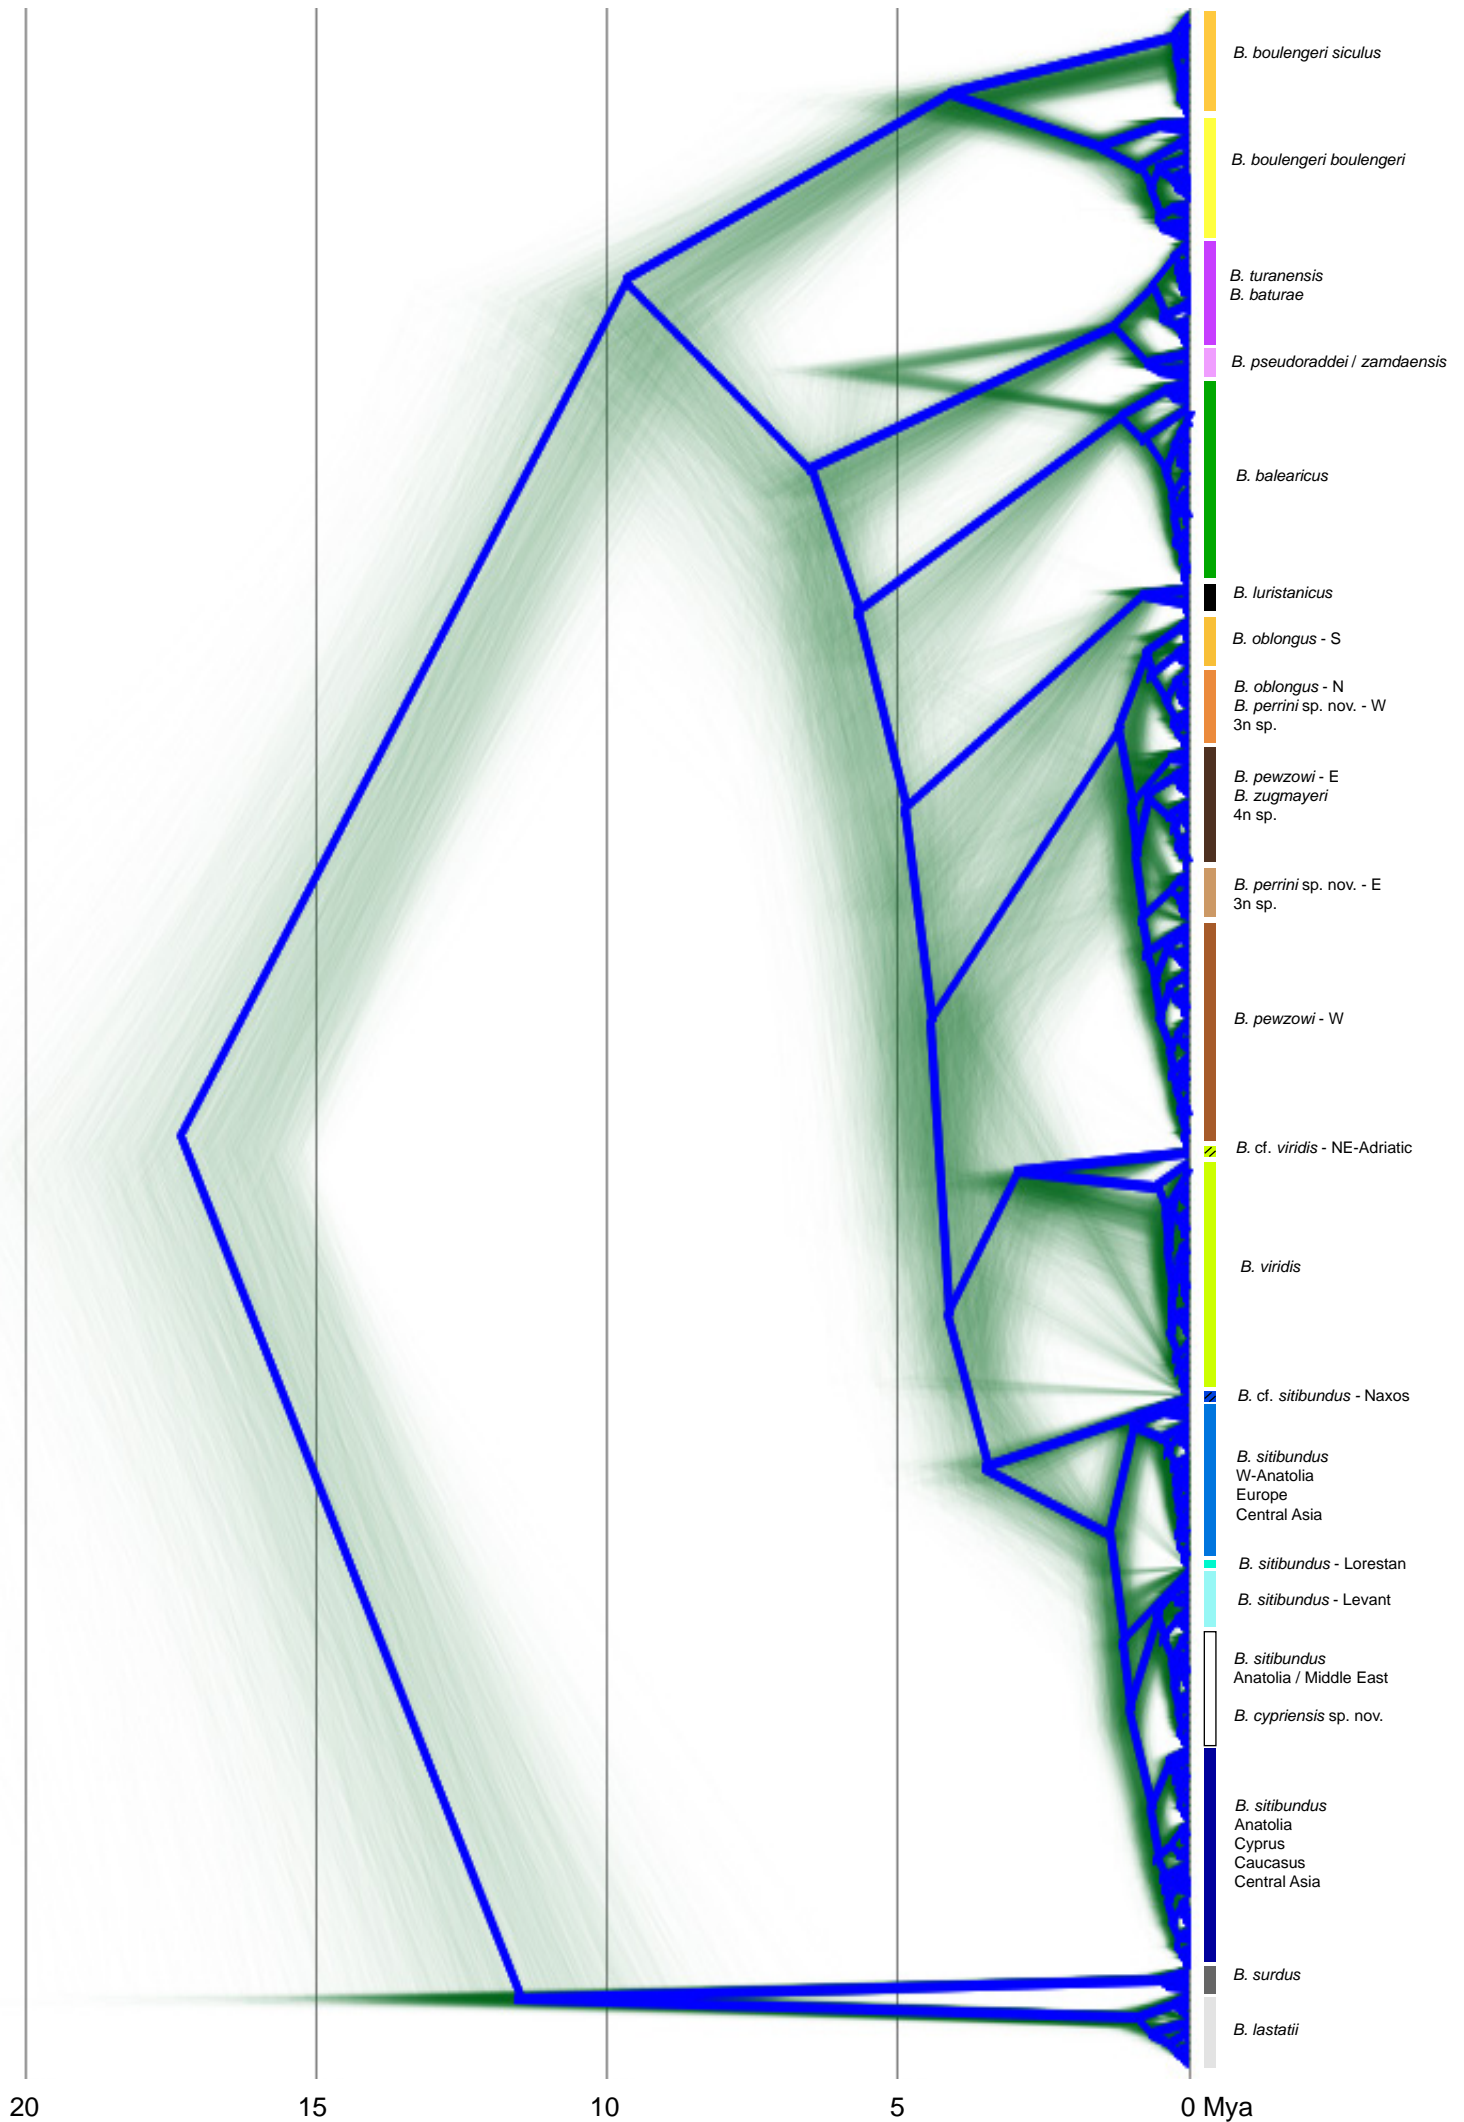 B. boulengeri siculus
B. boulengeri boulengeri
B. turanensis
B. baturae
B. pseudoraddei / zamdaensis
B. balearicus
B. luristanicus
B. oblongus - S
B. oblongus - N
B. perrini sp. nov. - W
3n sp.
B. pewzowi - E
B. zugmayeri
4n sp.
B. perrini sp. nov. - E
3n sp.
B. pewzowi - W
B. cf. viridis - NE-Adriatic
B. viridis
B. cf. sitibundus - Naxos
B. sitibundus
W-Anatolia
Europe
Central Asia
B. sitibundus - Lorestan
B. sitibundus - Levant
B. sitibundus
Anatolia / Middle East
B. cypriensis sp. nov.
B. sitibundus
Anatolia
Cyprus
Caucasus
Central Asia
B. surdus
B. lastatii
20 15 10 5 0 Mya